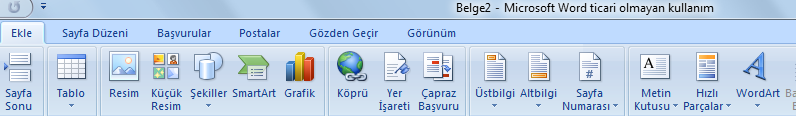 Belge2 - Microsoft Word ticari olmayan kullanım
Ekle Sayfa Düzeni Başvurular Postalar Gözden Geçir Görünüm
Sayfa Sonu
Tablo
Resim
Küçük Resim
Şekiller
SmartArt
Grafik
Köprü
Yer İşareti
Çapraz Başvuru
Üstbilgi
Altbilgi
Sayfa Numarası
Metin Kutusu
Hızlı Parçalar
WordArt